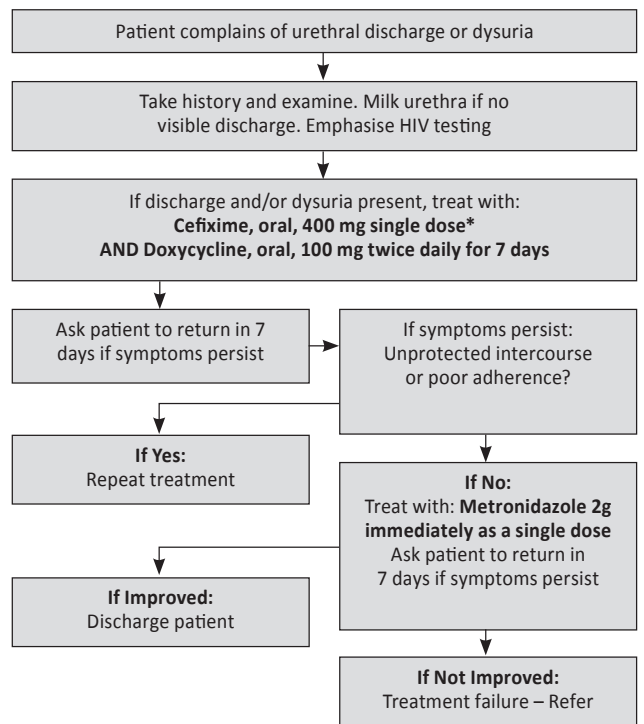 Patient complains of urethral discharge or dysuria
Take history and examine. Milk urethra if no
visible discharge. Emphasise HIV testing
If discharge and/or dysuria present, treat with:
Cefixime, oral, 400 mg single dose*
AND Doxycycline, oral, 100 mg twice daily for 7 days
Ask patient to return in 7
days if symptoms persist
If symptoms persist:
Unprotected intercourse
or poor adherence?
If Yes:
Repeat treatment
If No:
Treat with: Metronidazole 2g
immediately as a single dose
Ask patient to return in
7 days if symptoms persist
If Improved:
Discharge patient
If Not Improved:
Treatment failure – Refer